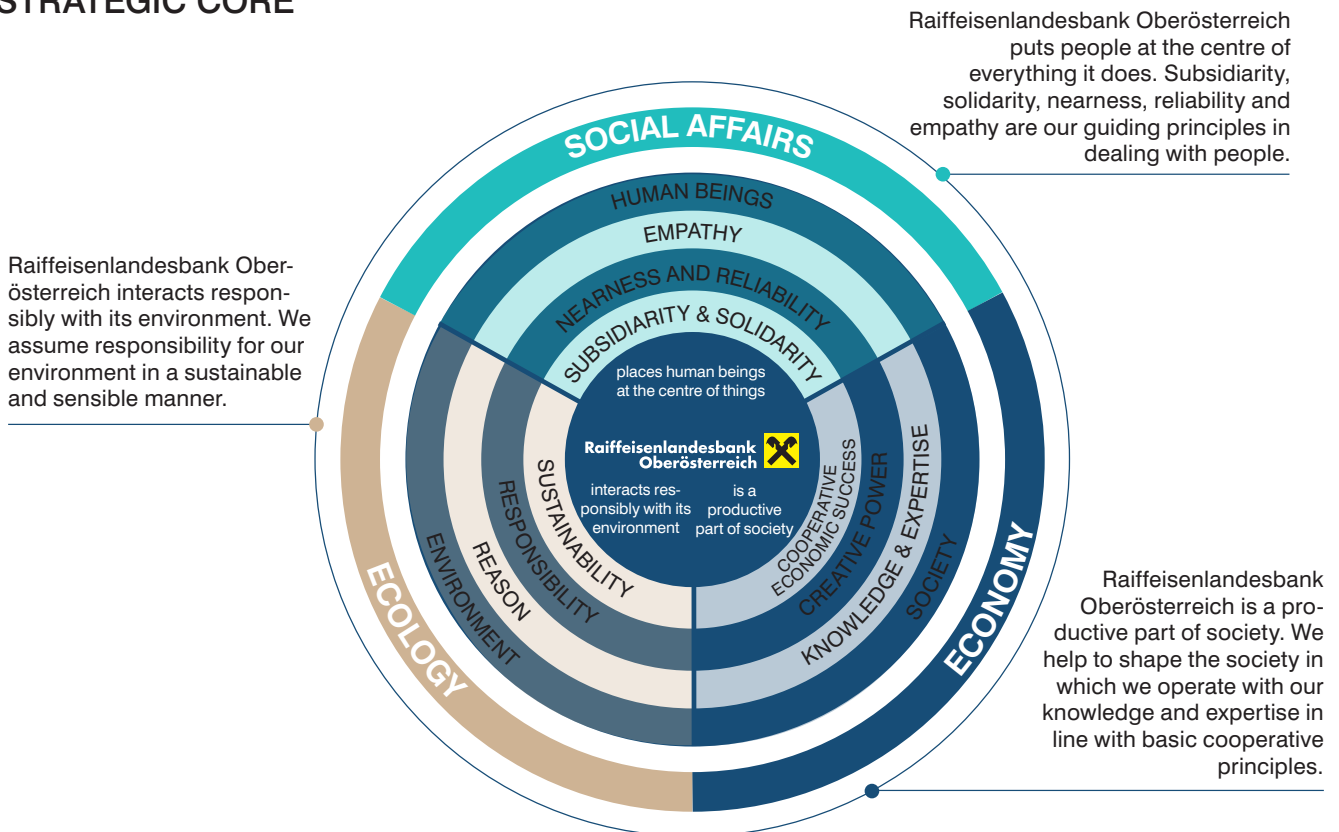 STRATEGIC CORE
Raiffeisenlandesbank Oberösterreich
puts people at the centre of
everything it does. Subsidiarity,
solidarity, nearness, reliability and
empathy are our guiding principles in
dealing with people.
SOCIAL AFFAIRS
HUMAN BEINGS
EMPATHY
NEARNESS AND RELIABILITY
SUBSIDIARITY & SOLIDARITY
Raiffeisenlandesbank Ober-
österreich interacts respon-
sibly with its environment. We
assume responsibility for our
environment in a sustainable
and sensible manner.
places human beings
at the centre of things
Raiffeisenlandesbank
Oberösterreich
interacts res-
ponsibly with its
environment
is a
productive
part of society
SUSTAINABILITY
RESPONSIBILITY
REASON
ENVIRONMENT
ECOLOGY
COOPERATIVE
ECONOMIC SUCCESS
CREATIVE POWER
KNOWLEDGE & EXPERTISE
SOCIETY
ECONOMY
Raiffeisenlandesbank
Oberösterreich is a pro-
ductive part of society. We
help to shape the society in
which we operate with our
knowledge and expertise in
line with basic cooperative
principles.